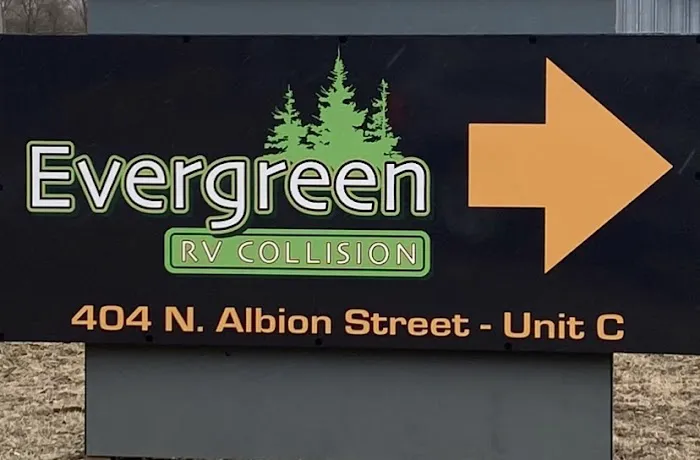 Evergreen
RV COLLISION
404 N. Albion Street - Unit C